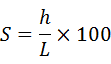 S = h/L × 100